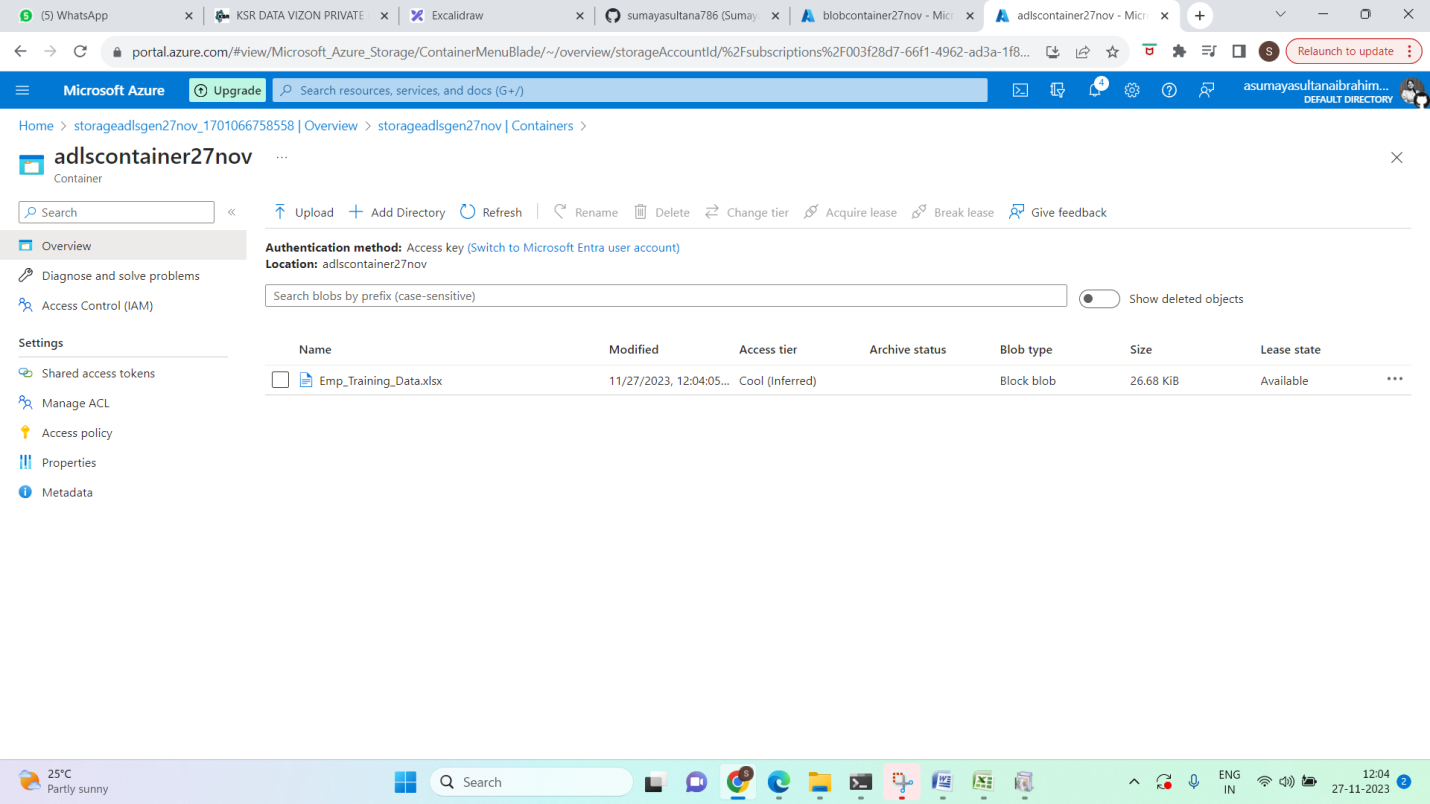 (5) WhatsApp
KSR DATA VIZON PRIVATE
Excalidraw
sumayasultana786 (Sumaya
blobcontainer27nov - Micr
adlscontainer27nov - Micr
portal.azure.com/#view/Microsoft_Azure_Storage/ContainerMenuBlade/~/overview/storageAccountId/%2Fsubscriptions%2F003f28d7-66f1-4962-ad3a-1f8...
S
Relaunch to update
Microsoft Azure
Upgrade
Search resources, services, and docs (G+/)
4
asumayasultanaibrahim...
DEFAULT DIRECTORY
Home > storageadlsgen27nov_1701066758558 | Overview > storageadlsgen27nov | Containers >
adlscontainer27nov ...
Container
Search
«
Upload
Add Directory
Refresh
Rename
Delete
Change tier
Acquire lease
Break lease
Give feedback
Overview
Diagnose and solve problems
Access Control (IAM)
Settings
Shared access tokens
Manage ACL
Access policy
Properties
Metadata
Authentication method: Access key (Switch to Microsoft Entra user account)
Location: adlscontainer27nov
Search blobs by prefix (case-sensitive)
Show deleted objects
Name Modified Access tier Archive status Blob type Size Lease state
Emp_Training_Data.xlsx 11/27/2023, 12:04:05... Cool (Inferred) Block blob 26.68 KiB Available ...
25°C
Partly sunny
Search
ENG
IN
12:04
27-11-2023
2